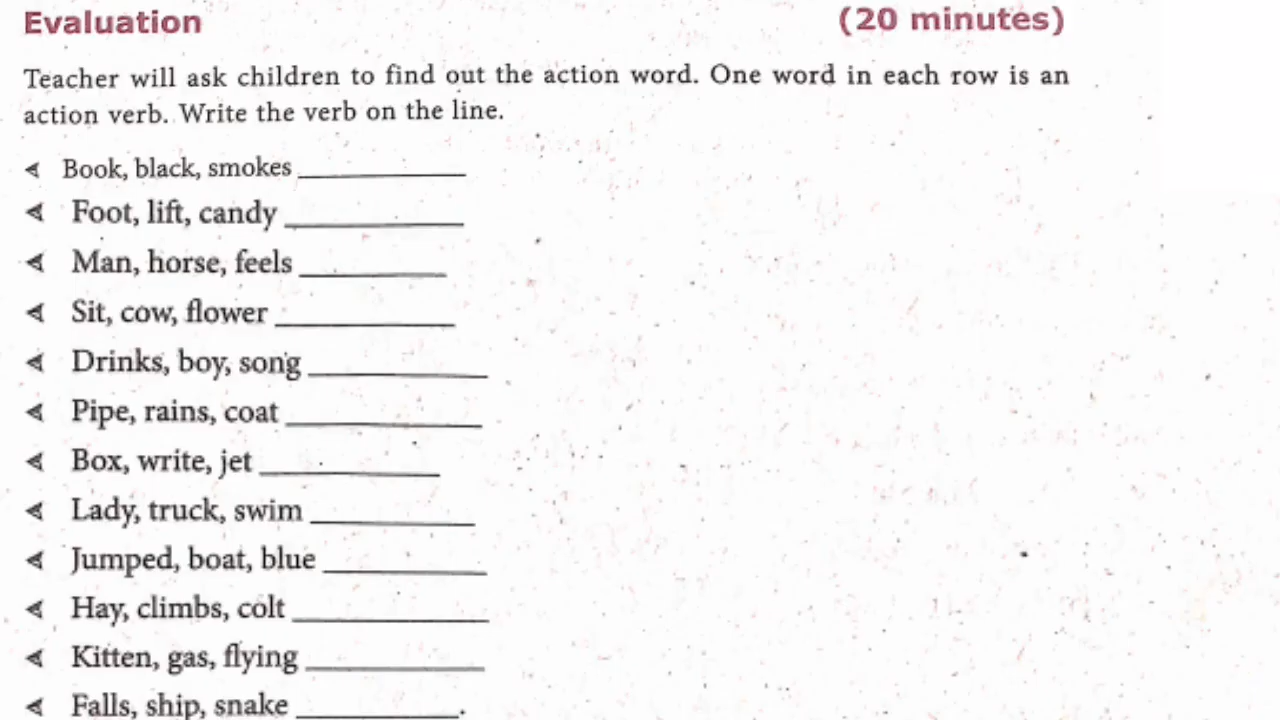 Evaluation (20 minutes)
Teacher will ask children to find out the action word. One word in each row is an
action verb. Write the verb on the line.
Book, black, smokes ____________
Foot, lift, candy ____________
Man, horse, feels ____________
Sit, cow, flower ____________
Drinks, boy, song ____________
Pipe, rains, coat ____________
Box, write, jet ____________
Lady, truck, swim ____________
Jumped, boat, blue ____________
Hay, climbs, colt ____________
Kitten, gas, flying ____________
Falls, ship, snake ____________.